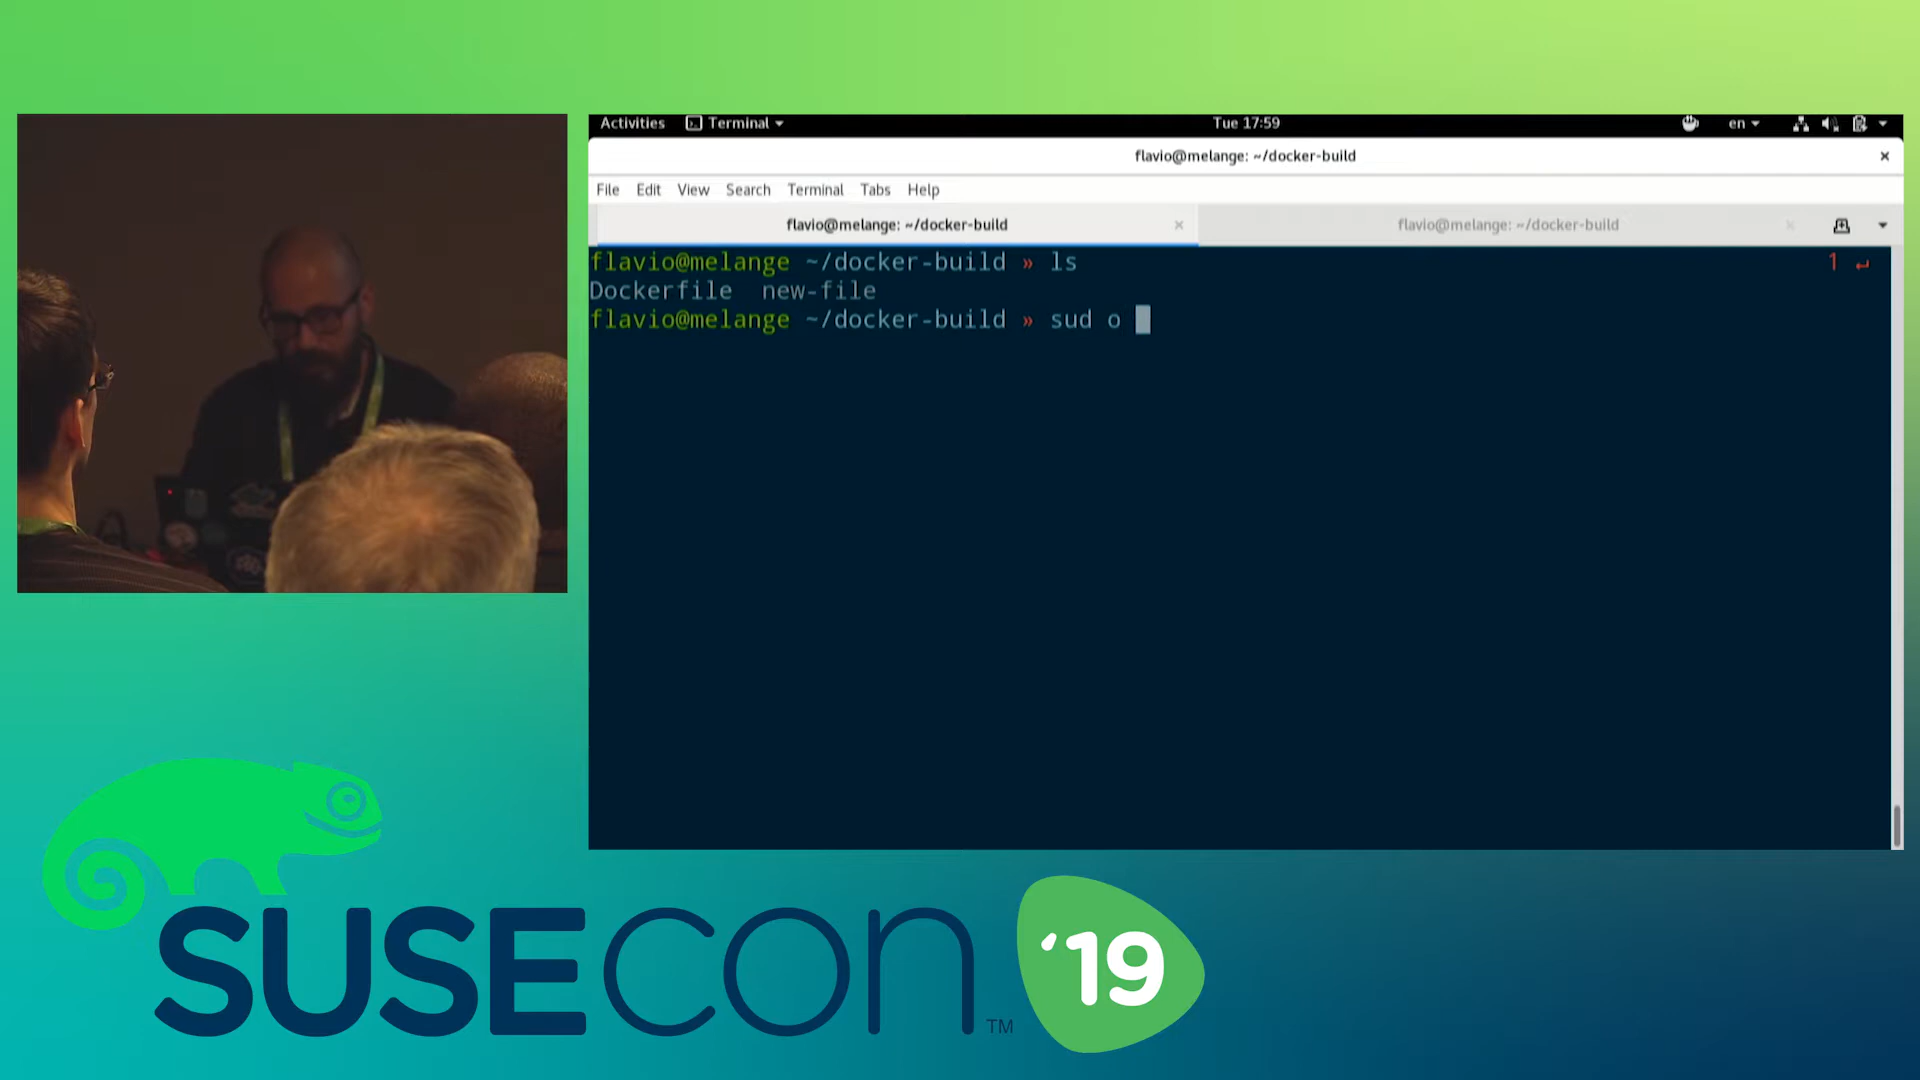 Activities Terminal Tue 17:59 en
flavio@melange: ~/docker-build
File Edit View Search Terminal Tabs Help
flavio@melange: ~/docker-build flavio@melange: ~/docker-build
flavio@melange ~/docker-build » ls 1 ↵
Dockerfile new-file
flavio@melange ~/docker-build » sud o
SUSECON TM '19